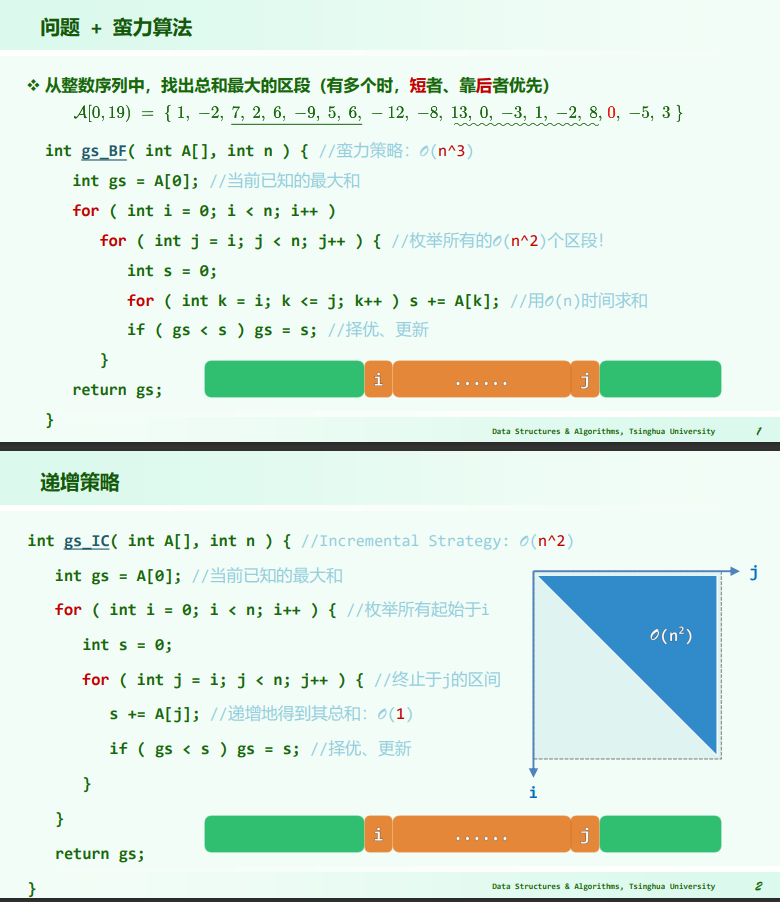 问题 + 蛮力算法
❖ 从整数序列中，找出总和最大的区段（有多个时，短者、靠后者优先）
𝒜[0, 19) = { 1, −2, 7, 2, 6, −9, 5, 6, − 12, −8, 13, 0, −3, 1, −2, 8, 0, −5, 3 }
int gs_BF( int A[], int n ) { //蛮力策略：𝒪(n^3)
int gs = A[0]; //当前已知的最大和
for ( int i = 0; i < n; i++ )
for ( int j = i; j < n; j++ ) { //枚举所有的𝒪(n^2)个区段！
int s = 0;
for ( int k = i; k <= j; k++ ) s += A[k]; //用𝒪(n)时间求和
if ( gs < s ) gs = s; //择优、更新
}
i ...... j
return gs;
}
Data Structures & Algorithms, Tsinghua University 1
递增策略
int gs_IC( int A[], int n ) { //Incremental Strategy: 𝒪(n^2)
int gs = A[0]; //当前已知的最大和
j
for ( int i = 0; i < n; i++ ) { //枚举所有起始于i
𝒪(n²)
int s = 0;
for ( int j = i; j < n; j++ ) { //终止于j的区间
s += A[j]; //递增地得到其总和：𝒪(1)
if ( gs < s ) gs = s; //择优、更新
}
i
}
i ...... j
return gs;
}
Data Structures & Algorithms, Tsinghua University 2